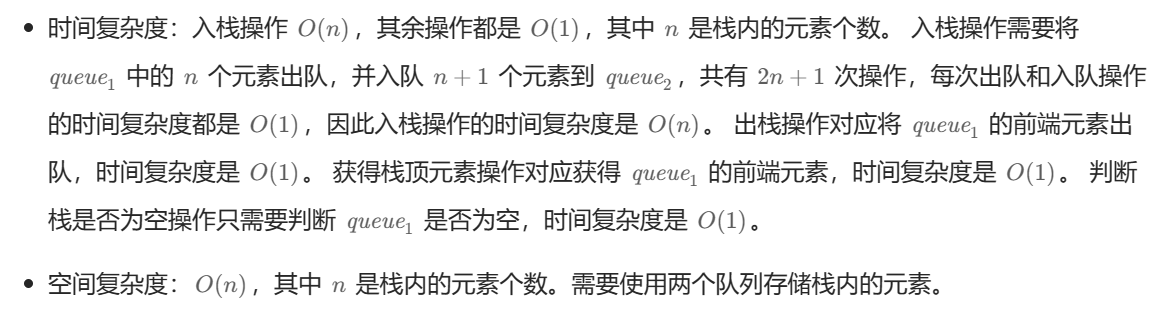 • 时间复杂度：入栈操作 O(n)，其余操作都是 O(1)，其中 n 是栈内的元素个数。 入栈操作需要将
queue₁ 中的 n 个元素出队，并入队 n + 1 个元素到 queue₂，共有 2n + 1 次操作，每次出队和入队操作
的时间复杂度都是 O(1)，因此入栈操作的时间复杂度是 O(n)。 出栈操作对应将 queue₁ 的前端元素出
队，时间复杂度是 O(1)。 获得栈顶元素操作对应获得 queue₁ 的前端元素，时间复杂度是 O(1)。 判断
栈是否为空操作只需要判断 queue₁ 是否为空，时间复杂度是 O(1)。
• 空间复杂度： O(n)，其中 n 是栈内的元素个数。需要使用两个队列存储栈内的元素。